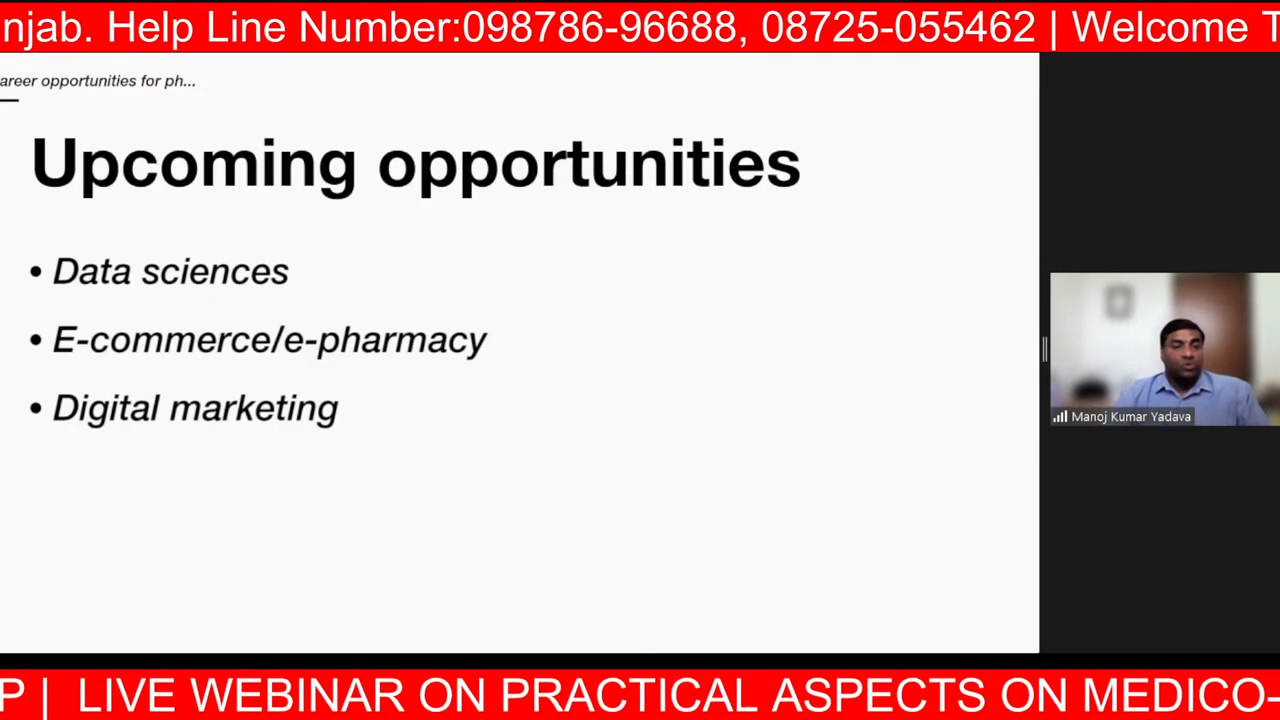 njab. Help Line Number:098786-96688, 08725-055462 | Welcome T
areer opportunities for ph...
Upcoming opportunities
• Data sciences
• E-commerce/e-pharmacy
• Digital marketing
Manoj Kumar Yadava
P | LIVE WEBINAR ON PRACTICAL ASPECTS ON MEDICO-